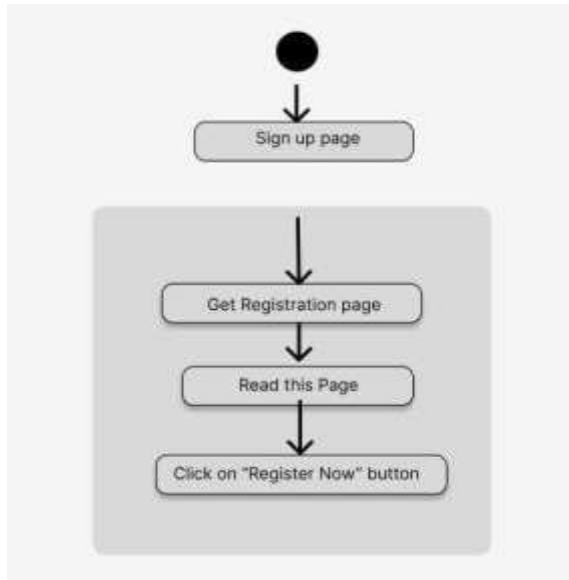 Sign up page
Get Registration page
Read this Page
Click on "Register Now" button